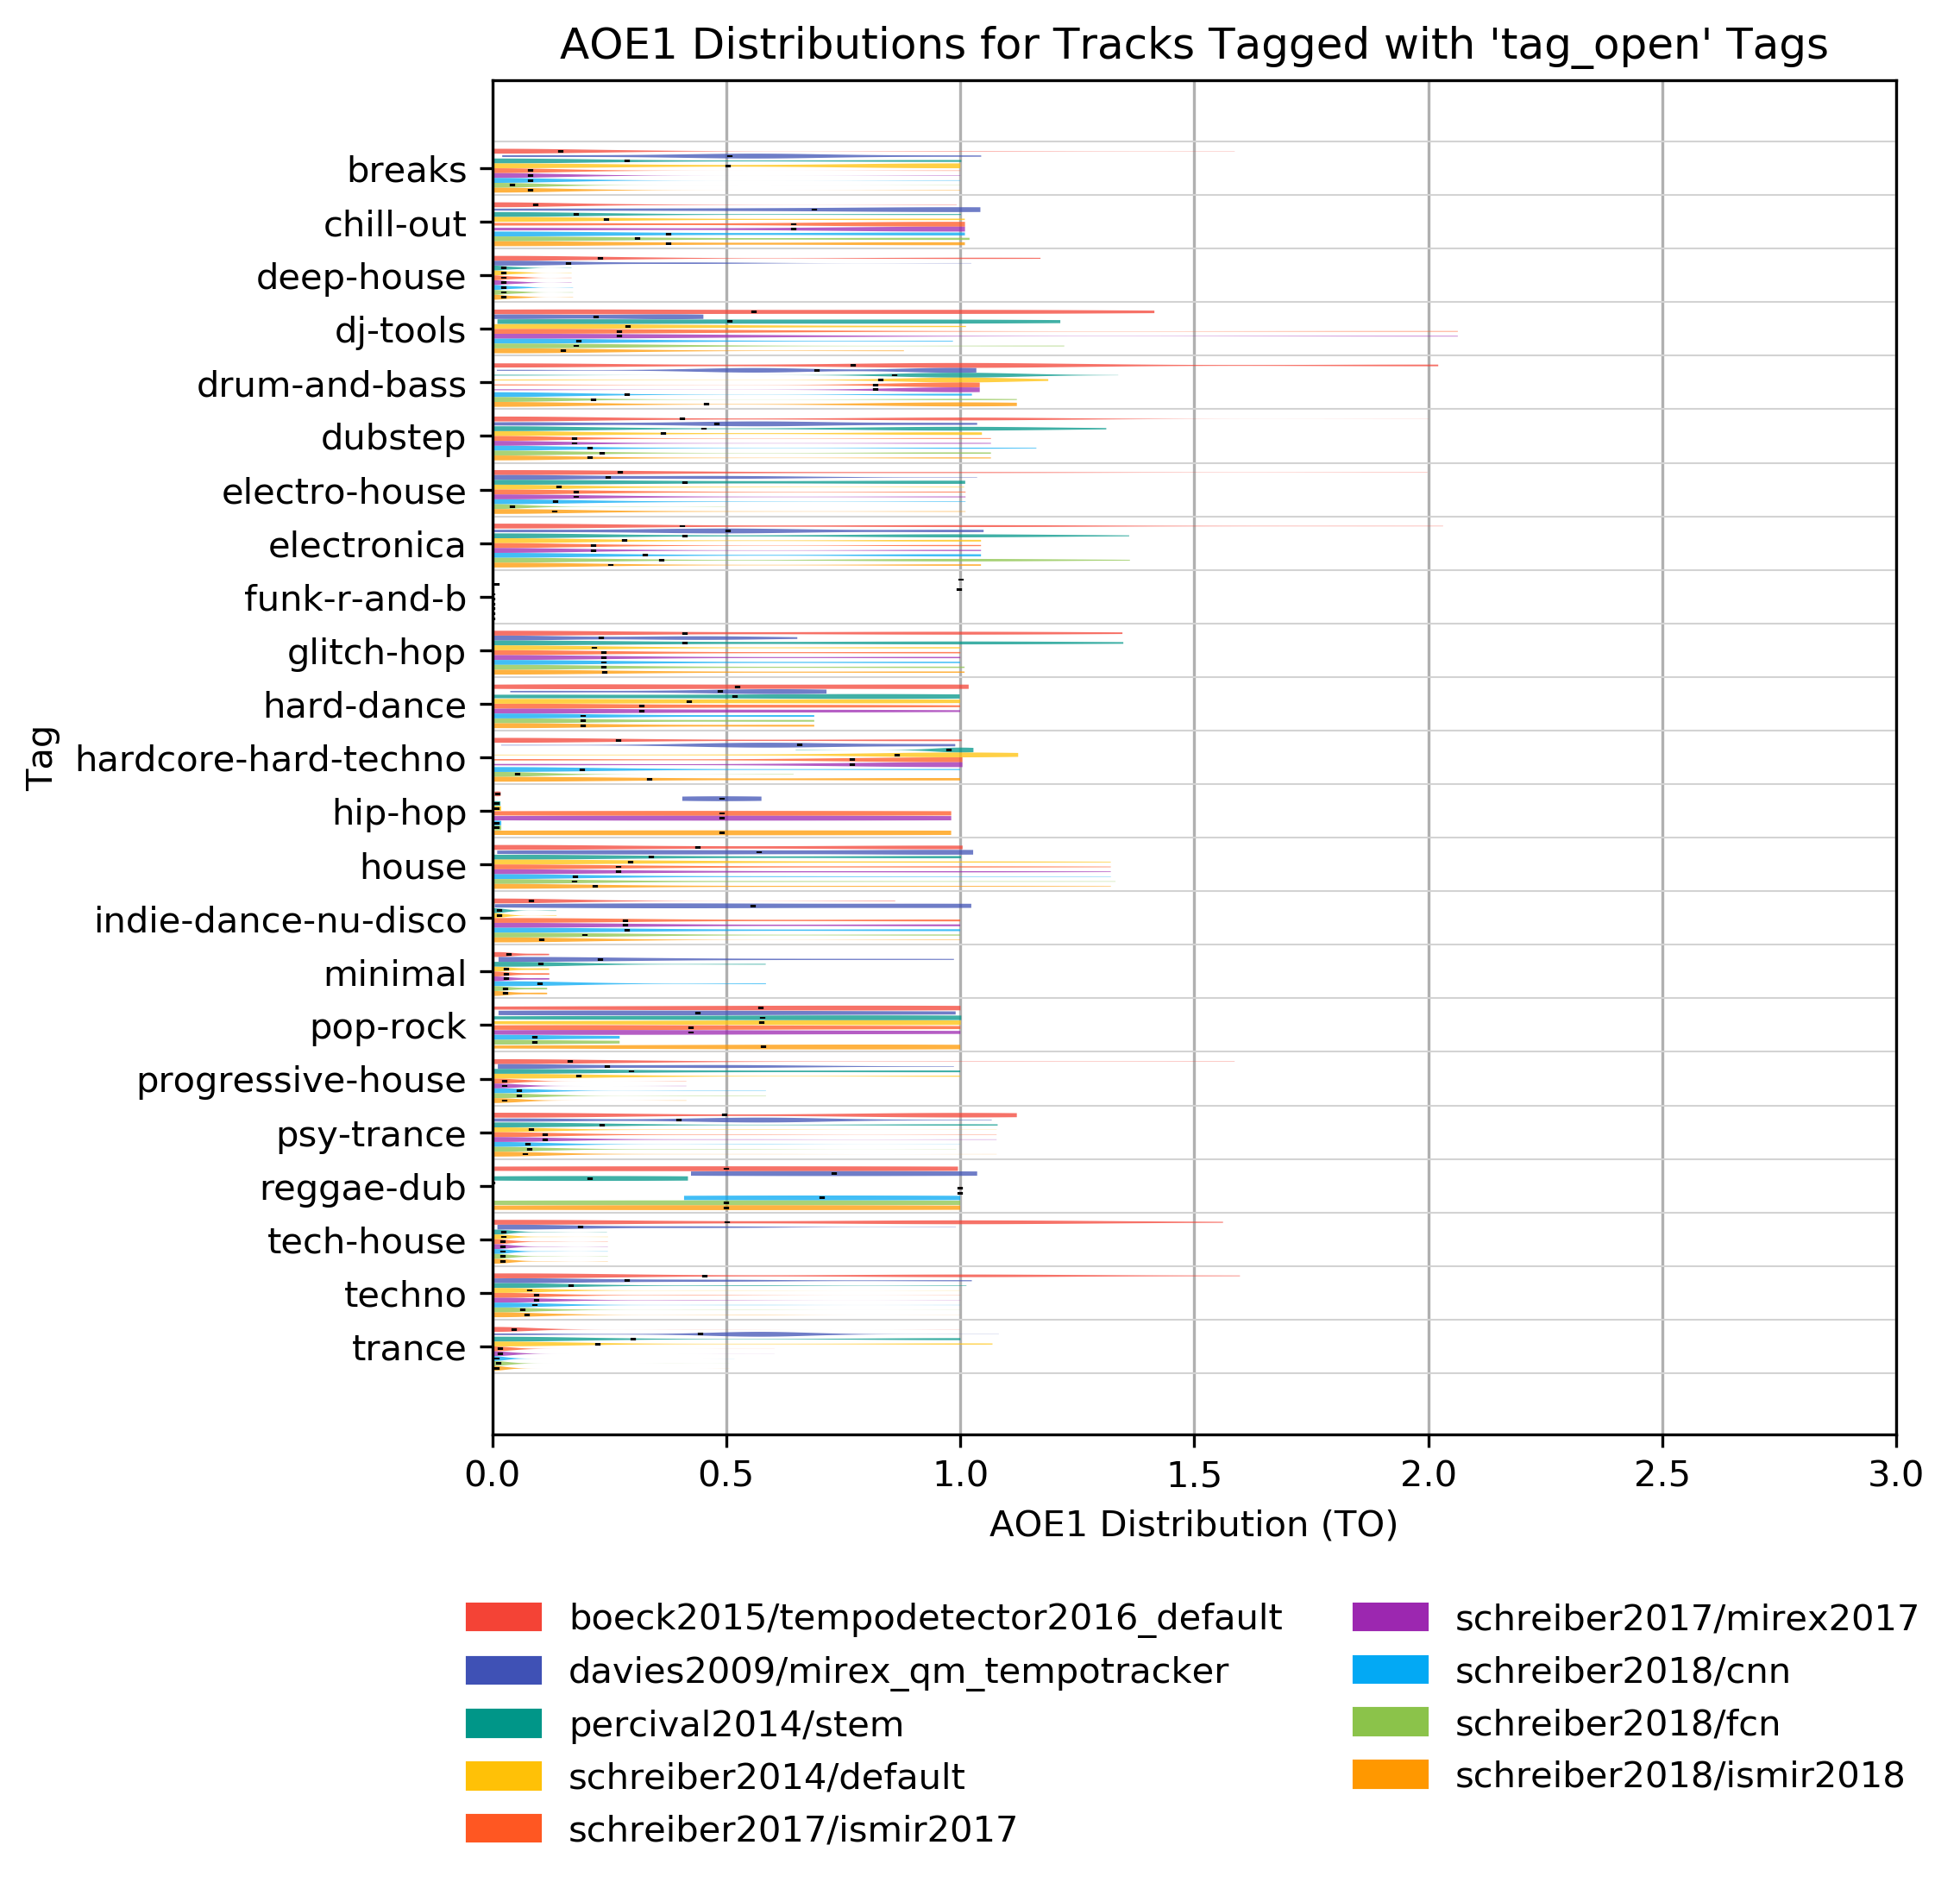 AOE1 Distributions for Tracks Tagged with 'tag_open' Tags
Tag
breaks
chill-out
deep-house
dj-tools
drum-and-bass
dubstep
electro-house
electronica
funk-r-and-b
glitch-hop
hard-dance
hardcore-hard-techno
hip-hop
house
indie-dance-nu-disco
minimal
pop-rock
progressive-house
psy-trance
reggae-dub
tech-house
techno
trance
0.0 0.5 1.0 1.5 2.0 2.5 3.0
AOE1 Distribution (TO)
boeck2015/tempodetector2016_default
davies2009/mirex_qm_tempotracker
percival2014/stem
schreiber2014/default
schreiber2017/ismir2017
schreiber2017/mirex2017
schreiber2018/cnn
schreiber2018/fcn
schreiber2018/ismir2018